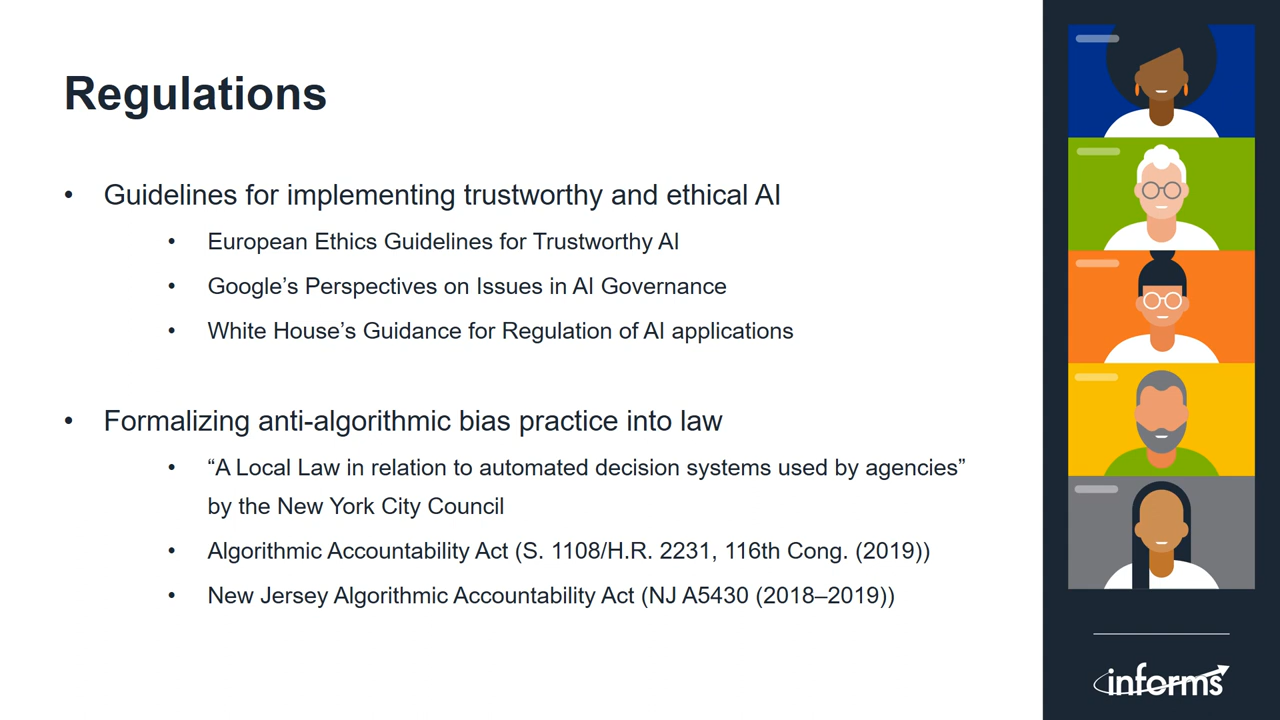 Regulations
• Guidelines for implementing trustworthy and ethical AI
• European Ethics Guidelines for Trustworthy AI
• Google’s Perspectives on Issues in AI Governance
• White House’s Guidance for Regulation of AI applications
• Formalizing anti-algorithmic bias practice into law
• “A Local Law in relation to automated decision systems used by agencies”
by the New York City Council
• Algorithmic Accountability Act (S. 1108/H.R. 2231, 116th Cong. (2019))
• New Jersey Algorithmic Accountability Act (NJ A5430 (2018–2019))
informs